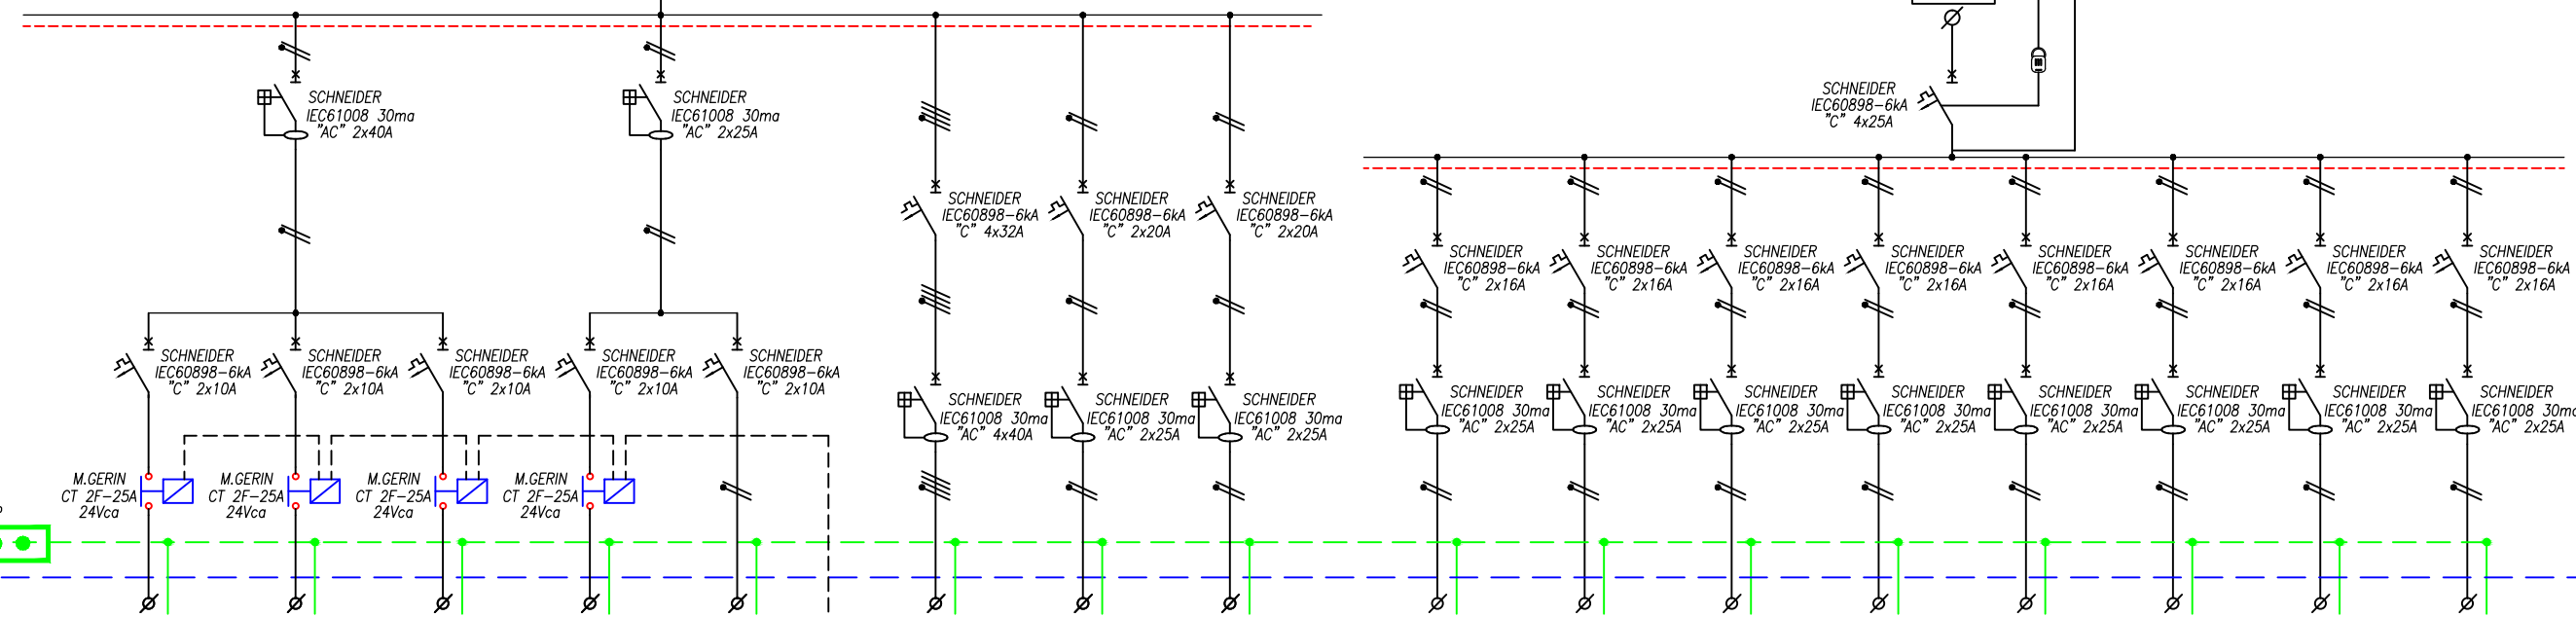 SCHNEIDER
IEC61008 30ma
"AC" 2x40A
SCHNEIDER
IEC61008 30ma
"AC" 2x25A
SCHNEIDER
IEC60898-6kA
"C" 4x25A
SCHNEIDER
IEC60898-6kA
"C" 4x32A
SCHNEIDER
IEC60898-6kA
"C" 2x20A
SCHNEIDER
IEC60898-6kA
"C" 2x20A
SCHNEIDER
IEC60898-6kA
"C" 2x16A
SCHNEIDER
IEC60898-6kA
"C" 2x16A
SCHNEIDER
IEC60898-6kA
"C" 2x16A
SCHNEIDER
IEC60898-6kA
"C" 2x16A
SCHNEIDER
IEC60898-6kA
"C" 2x16A
SCHNEIDER
IEC60898-6kA
"C" 2x16A
SCHNEIDER
IEC60898-6kA
"C" 2x16A
SCHNEIDER
IEC60898-6kA
"C" 2x16A
SCHNEIDER
IEC60898-6kA
"C" 2x10A
SCHNEIDER
IEC60898-6kA
"C" 2x10A
SCHNEIDER
IEC60898-6kA
"C" 2x10A
SCHNEIDER
IEC60898-6kA
"C" 2x10A
SCHNEIDER
IEC60898-6kA
"C" 2x10A
SCHNEIDER
IEC61008 30ma
"AC" 4x40A
SCHNEIDER
IEC61008 30ma
"AC" 2x25A
SCHNEIDER
IEC61008 30ma
"AC" 2x25A
SCHNEIDER
IEC61008 30ma
"AC" 2x25A
SCHNEIDER
IEC61008 30ma
"AC" 2x25A
SCHNEIDER
IEC61008 30ma
"AC" 2x25A
SCHNEIDER
IEC61008 30ma
"AC" 2x25A
SCHNEIDER
IEC61008 30ma
"AC" 2x25A
SCHNEIDER
IEC61008 30ma
"AC" 2x25A
SCHNEIDER
IEC61008 30ma
"AC" 2x25A
SCHNEIDER
IEC61008 30ma
"AC" 2x25A
M.GERIN
CT 2F-25A
24Vca
M.GERIN
CT 2F-25A
24Vca
M.GERIN
CT 2F-25A
24Vca
M.GERIN
CT 2F-25A
24Vca